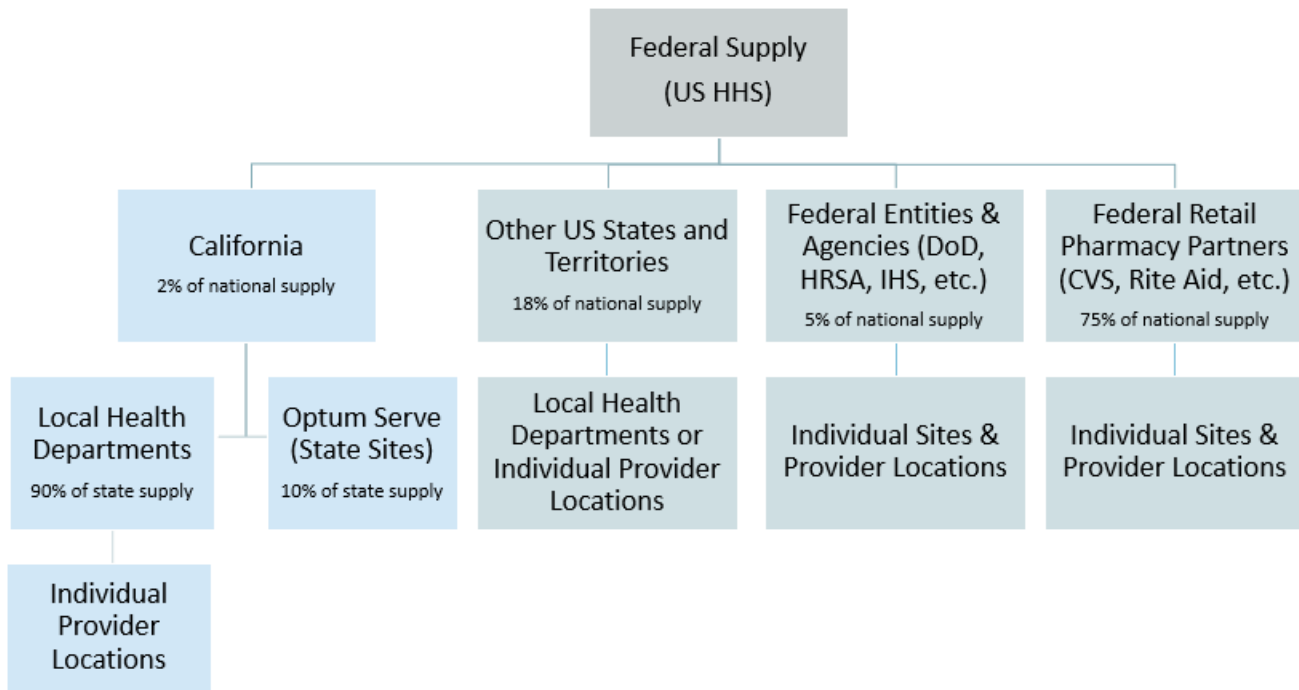 Federal Supply
(US HHS)
California
2% of national supply
Other US States and
Territories
18% of national supply
Federal Entities &
Agencies (DoD,
HRSA, IHS, etc.)
5% of national supply
Federal Retail
Pharmacy Partners
(CVS, Rite Aid, etc.)
75% of national supply
Local Health
Departments
90% of state supply
Optum Serve
(State Sites)
10% of state supply
Local Health
Departments or
Individual Provider
Locations
Individual Sites &
Provider Locations
Individual Sites &
Provider Locations
Individual
Provider
Locations